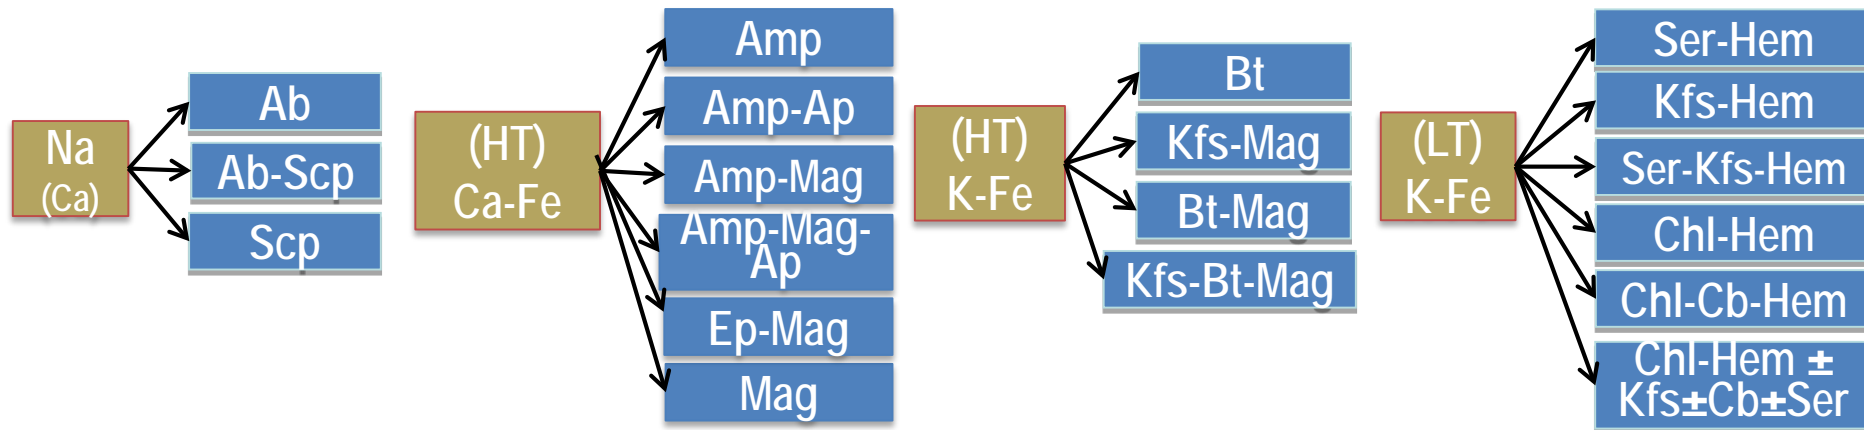 Na
(Ca)
Ab
Ab-Scp
Scp
(HT)
Ca-Fe
Amp
Amp-Ap
Amp-Mag
Amp-Mag-
Ap
Ep-Mag
Mag
(HT)
K-Fe
Bt
Kfs-Mag
Bt-Mag
Kfs-Bt-Mag
(LT)
K-Fe
Ser-Hem
Kfs-Hem
Ser-Kfs-Hem
Chl-Hem
Chl-Cb-Hem
Chl-Hem ±
Kfs±Cb±Ser